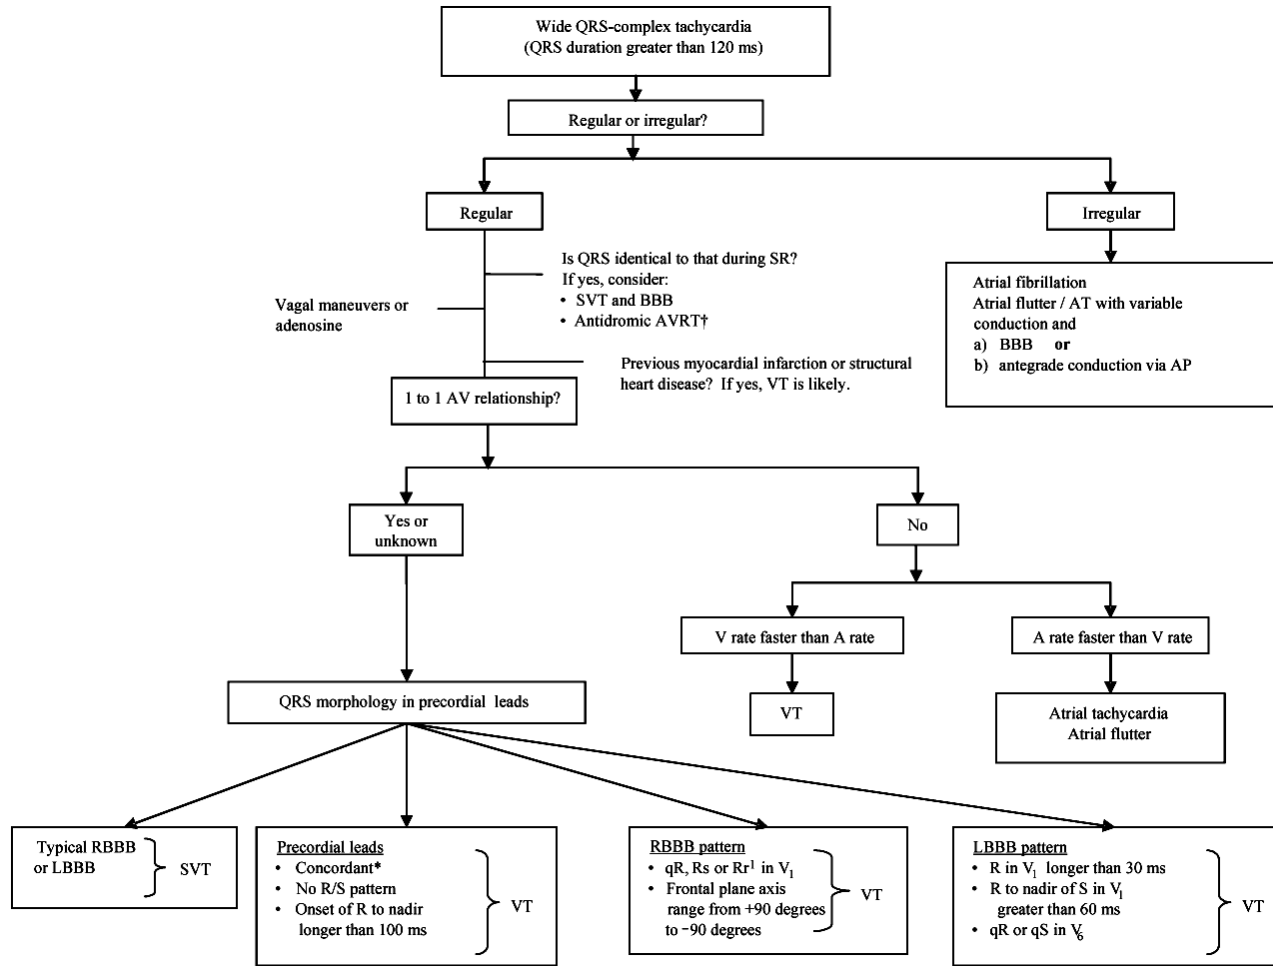 Wide QRS-complex tachycardia
(QRS duration greater than 120 ms)
Regular or irregular?
Regular
Irregular
Is QRS identical to that during SR?
If yes, consider:
• SVT and BBB
• Antidromic AVRT†
Vagal maneuvers or
adenosine
Previous myocardial infarction or structural
heart disease? If yes, VT is likely.
Atrial fibrillation
Atrial flutter / AT with variable
conduction and
a) BBB or
b) antegrade conduction via AP
1 to 1 AV relationship?
Yes or
unknown
No
V rate faster than A rate
A rate faster than V rate
QRS morphology in precordial leads
VT
Atrial tachycardia
Atrial flutter
Typical RBBB
or LBBB
SVT
Precordial leads
• Concordant*
• No R/S pattern
• Onset of R to nadir
longer than 100 ms
VT
RBBB pattern
• qR, Rs or Rr¹ in V₁
• Frontal plane axis
range from +90 degrees
to −90 degrees
VT
LBBB pattern
• R in V₁ longer than 30 ms
• R to nadir of S in V₁
greater than 60 ms
• qR or qS in V₆
VT